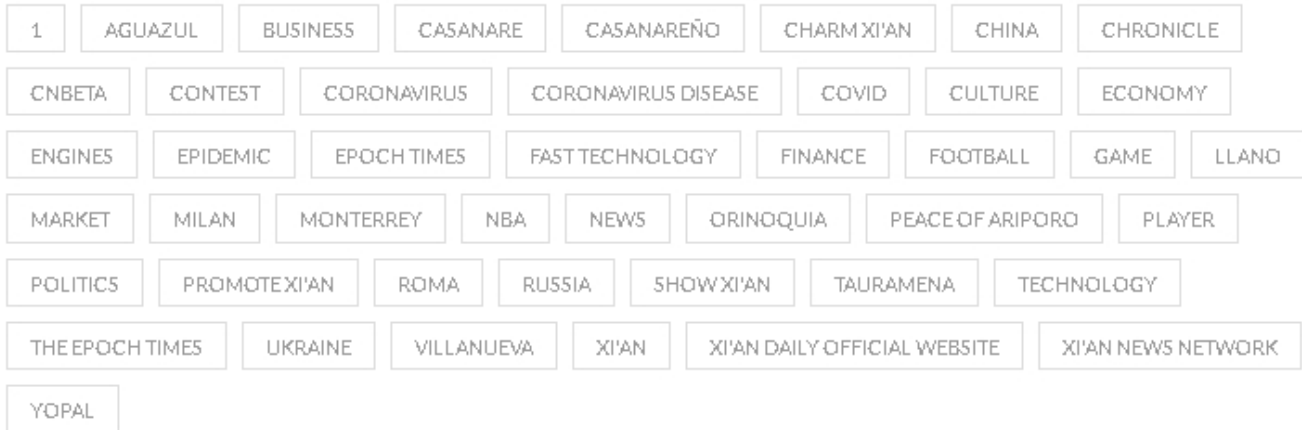 1 AGUAZUL BUSINESS CASANARE CASANAREÑO CHARM XI'AN CHINA CHRONICLE
CNBETA CONTEST CORONAVIRUS CORONAVIRUS DISEASE COVID CULTURE ECONOMY
ENGINES EPIDEMIC EPOCH TIMES FAST TECHNOLOGY FINANCE FOOTBALL GAME LLANO
MARKET MILAN MONTERREY NBA NEWS ORINOQUIA PEACE OF ARIPORO PLAYER
POLITICS PROMOTE XI'AN ROMA RUSSIA SHOW XI'AN TAURAMENA TECHNOLOGY
THE EPOCH TIMES UKRAINE VILLANUEVA XI'AN XI'AN DAILY OFFICIAL WEBSITE XI'AN NEWS NETWORK
YOPAL